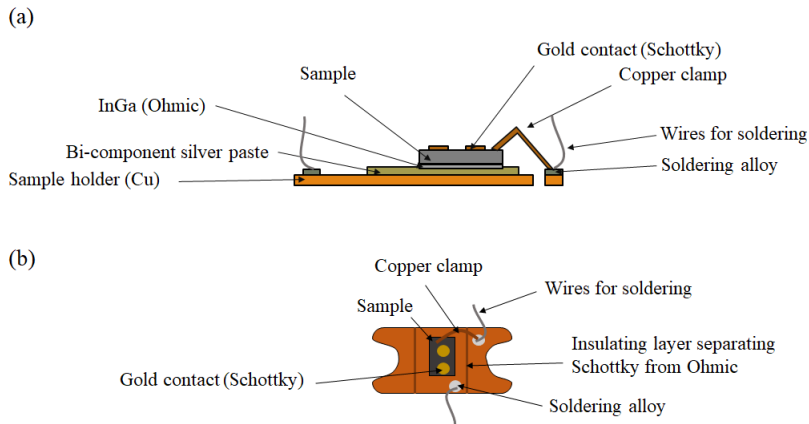 (a)
Gold contact (Schottky)
Sample
Copper clamp
InGa (Ohmic)
Wires for soldering
Bi-component silver paste
Soldering alloy
Sample holder (Cu)
(b)
Copper clamp
Wires for soldering
Sample
Insulating layer separating
Schottky from Ohmic
Gold contact (Schottky)
Soldering alloy